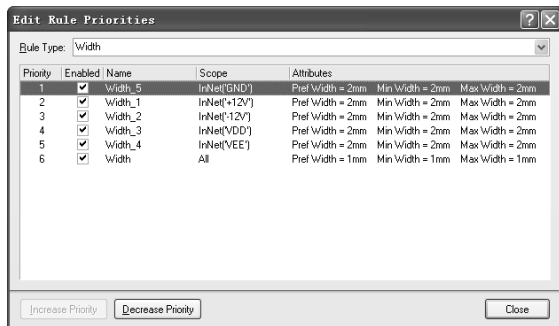 Edit Rule Priorities
Rule Type: Width
Priority Enabled Name Scope Attributes
1 Width_5 InNet('GND') Pref Width = 2mm Min Width = 2mm Max Width = 2mm
2 Width_1 InNet('+12V') Pref Width = 2mm Min Width = 2mm Max Width = 2mm
3 Width_2 InNet('-12V') Pref Width = 2mm Min Width = 2mm Max Width = 2mm
4 Width_3 InNet('VDD') Pref Width = 2mm Min Width = 2mm Max Width = 2mm
5 Width_4 InNet('VEE') Pref Width = 2mm Min Width = 2mm Max Width = 2mm
6 Width All Pref Width = 1mm Min Width = 1mm Max Width = 1mm
Increase Priority Decrease Priority Close